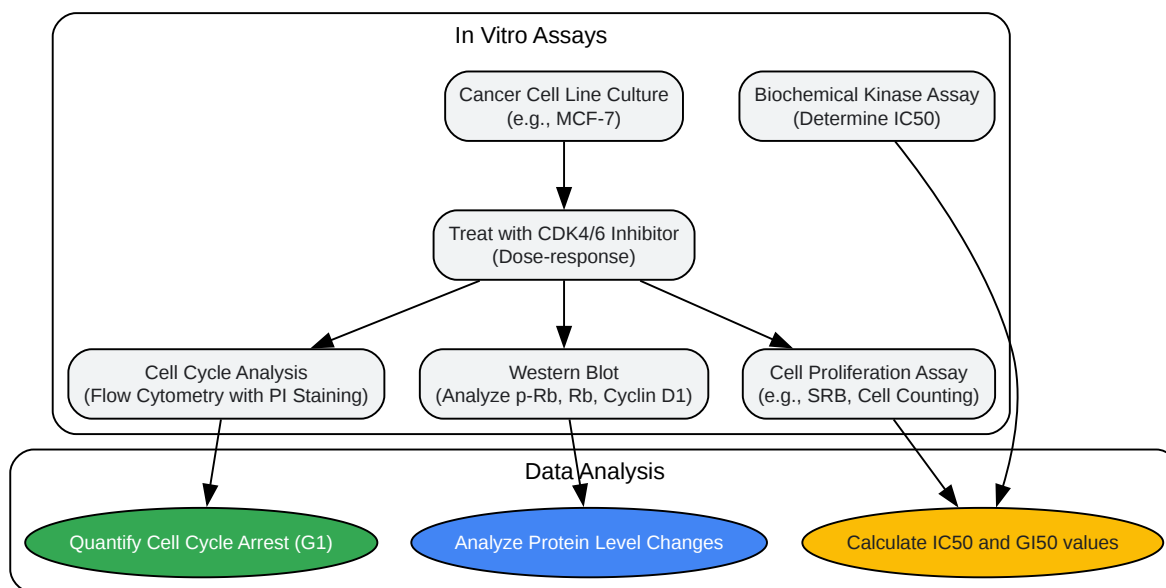 In Vitro Assays
Cancer Cell Line Culture
(e.g., MCF-7)
Biochemical Kinase Assay
(Determine IC50)
Treat with CDK4/6 Inhibitor
(Dose-response)
Cell Cycle Analysis
(Flow Cytometry with PI Staining)
Western Blot
(Analyze p-Rb, Rb, Cyclin D1)
Cell Proliferation Assay
(e.g., SRB, Cell Counting)
Data Analysis
Quantify Cell Cycle Arrest (G1)
Analyze Protein Level Changes
Calculate IC50 and GI50 values